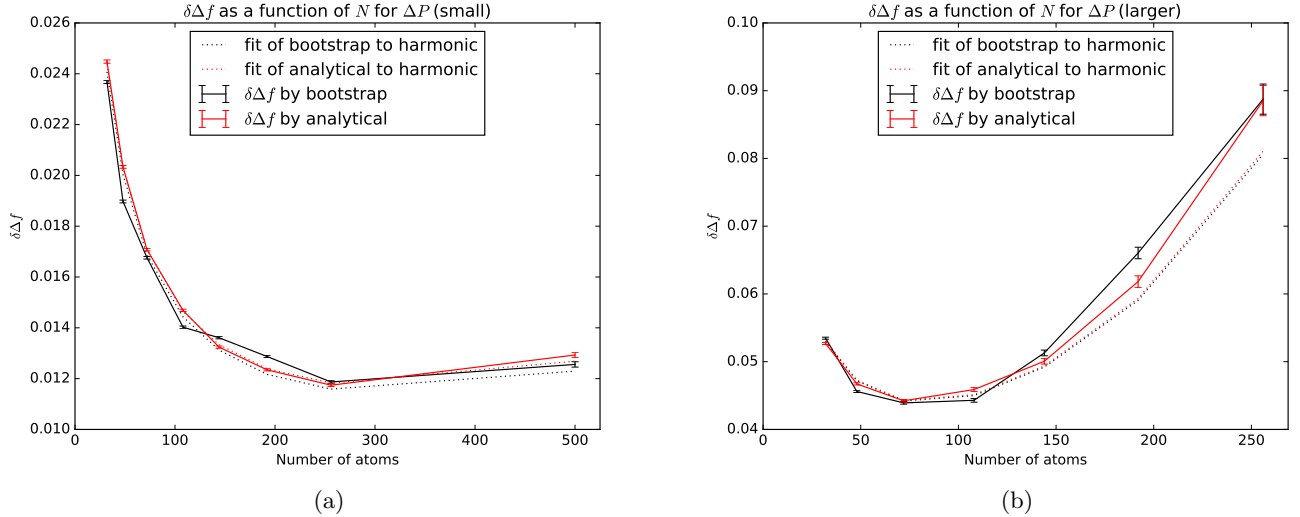 δΔf as a function of N for ΔP (small)
0.026
0.024
0.022
0.020
0.018
0.016
0.014
0.012
0.010
δΔf
fit of bootstrap to harmonic
fit of analytical to harmonic
δΔf by bootstrap
δΔf by analytical
0 100 200 300 400 500
Number of atoms
(a)
δΔf as a function of N for ΔP (larger)
0.10
0.09
0.08
0.07
0.06
0.05
0.04
δΔf
fit of bootstrap to harmonic
fit of analytical to harmonic
δΔf by bootstrap
δΔf by analytical
0 50 100 150 200 250
Number of atoms
(b)